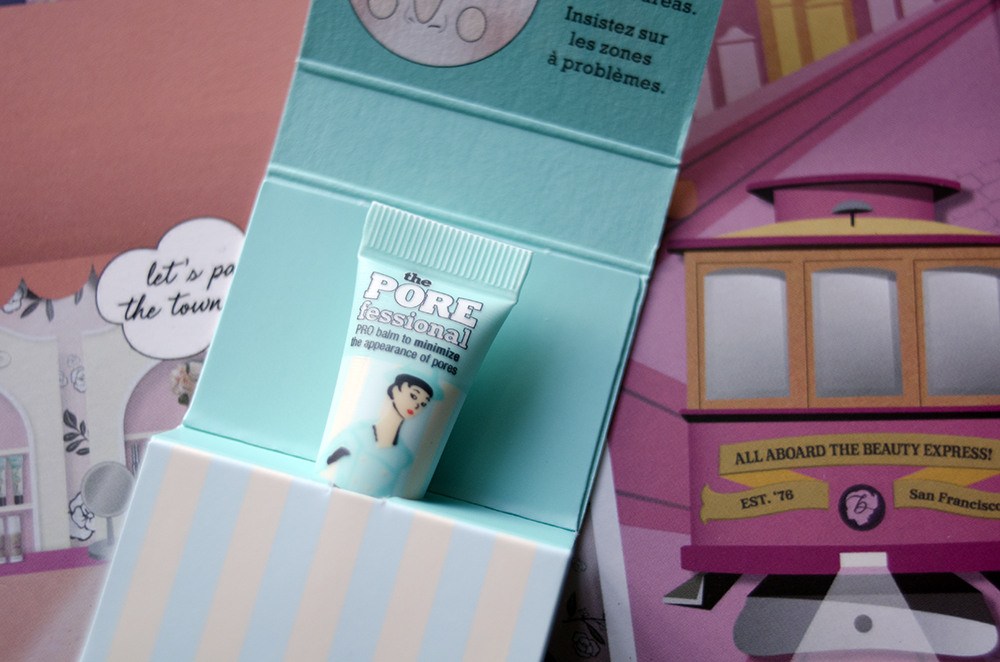 areas.
Insistez sur
les zones
à problèmes.
let's pa
the town
the
PORE
fessional
PRO balm to minimize
the appearance of pores
ALL ABOARD THE BEAUTY EXPRESS!
EST. '76
San Francisco